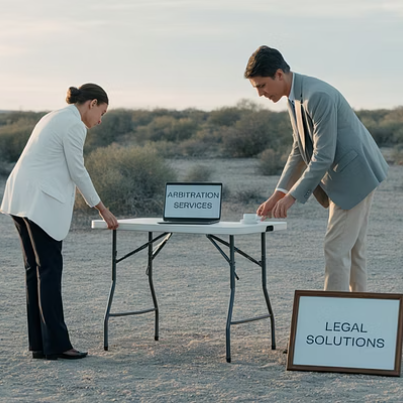 ARBITRATION
SERVICES
LEGAL
SOLUTIONS